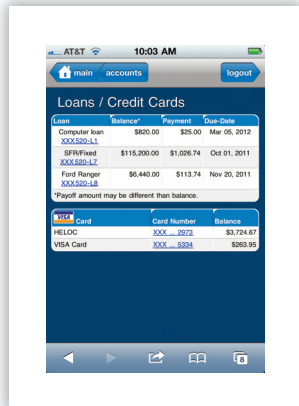 AT&T 10:03 AM
main accounts logout
Loans / Credit Cards
Loan Balance* Payment Due-Date
Computer loan $820.00 $25.00 Mar 05, 2012
XXX520-L1
SFR/Fixed $115,200.00 $1,026.74 Oct 01, 2011
XXX520-L7
Ford Ranger $6,440.00 $113.74 Nov 20, 2011
XXX520-L8
*Payoff amount may be different than balance.
VISA Card Card Number Balance
HELOC XXX ... 2973 $3,724.67
VISA Card XXX ... 5334 $263.95
8